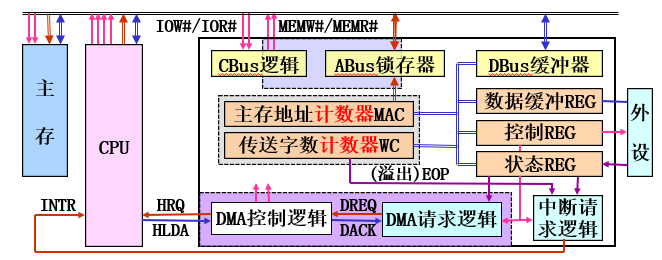 IOW#/IOR#
MEMW#/MEMR#
主存
CPU
CBus逻辑
ABus锁存器
DBus缓冲器
主存地址计数器MAC
数据缓冲REG
外设
传送字数计数器WC
控制REG
状态REG
(溢出)EOP
INTR
HRQ
HLDA
DMA控制逻辑
DREQ
DACK
DMA请求逻辑
中断请
求逻辑